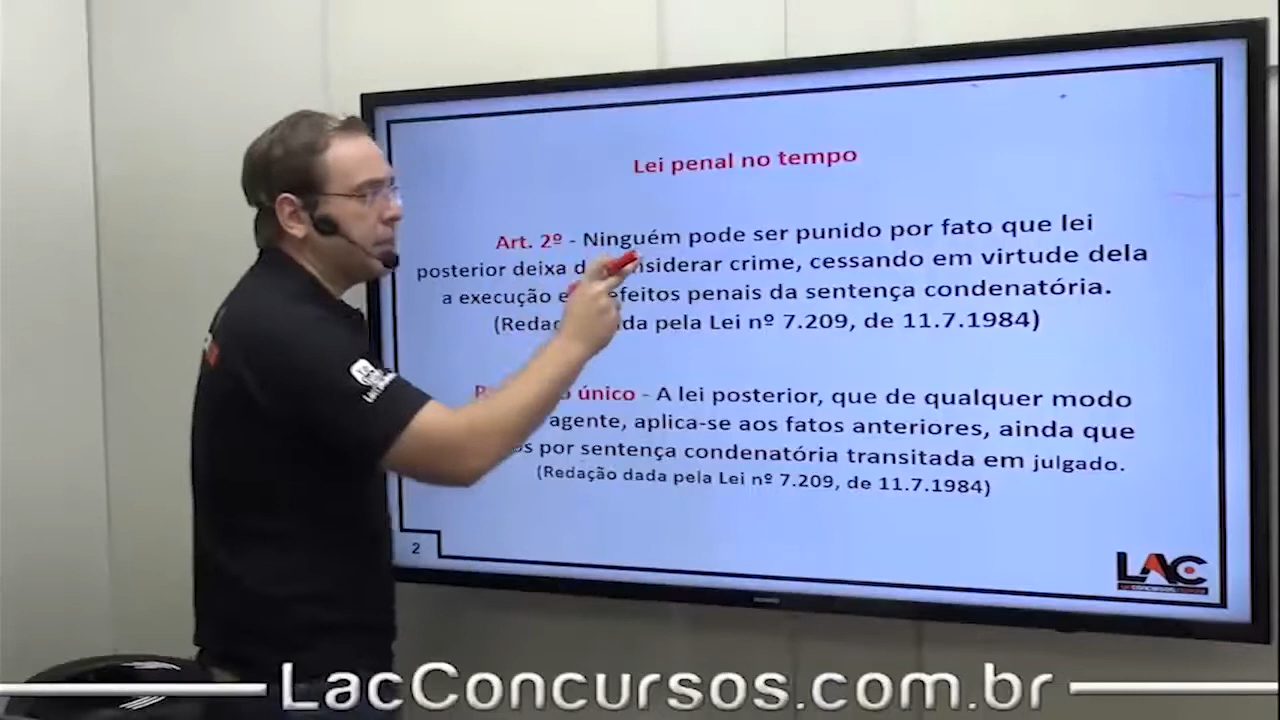 Lei penal no tempo
Art. 2º - Ninguém pode ser punido por fato que lei
posterior deixa considerar crime, cessando em virtude dela
a execução efeitos penais da sentença condenatória.
(Redação dada pela Lei nº 7.209, de 11.7.1984)
único - A lei posterior, que de qualquer modo
agente, aplica-se aos fatos anteriores, ainda que
por sentença condenatória transitada em julgado.
(Redação dada pela Lei nº 7.209, de 11.7.1984)
2
LAC
LACCONCURSOS.COM.BR
LacConcursos.com.br